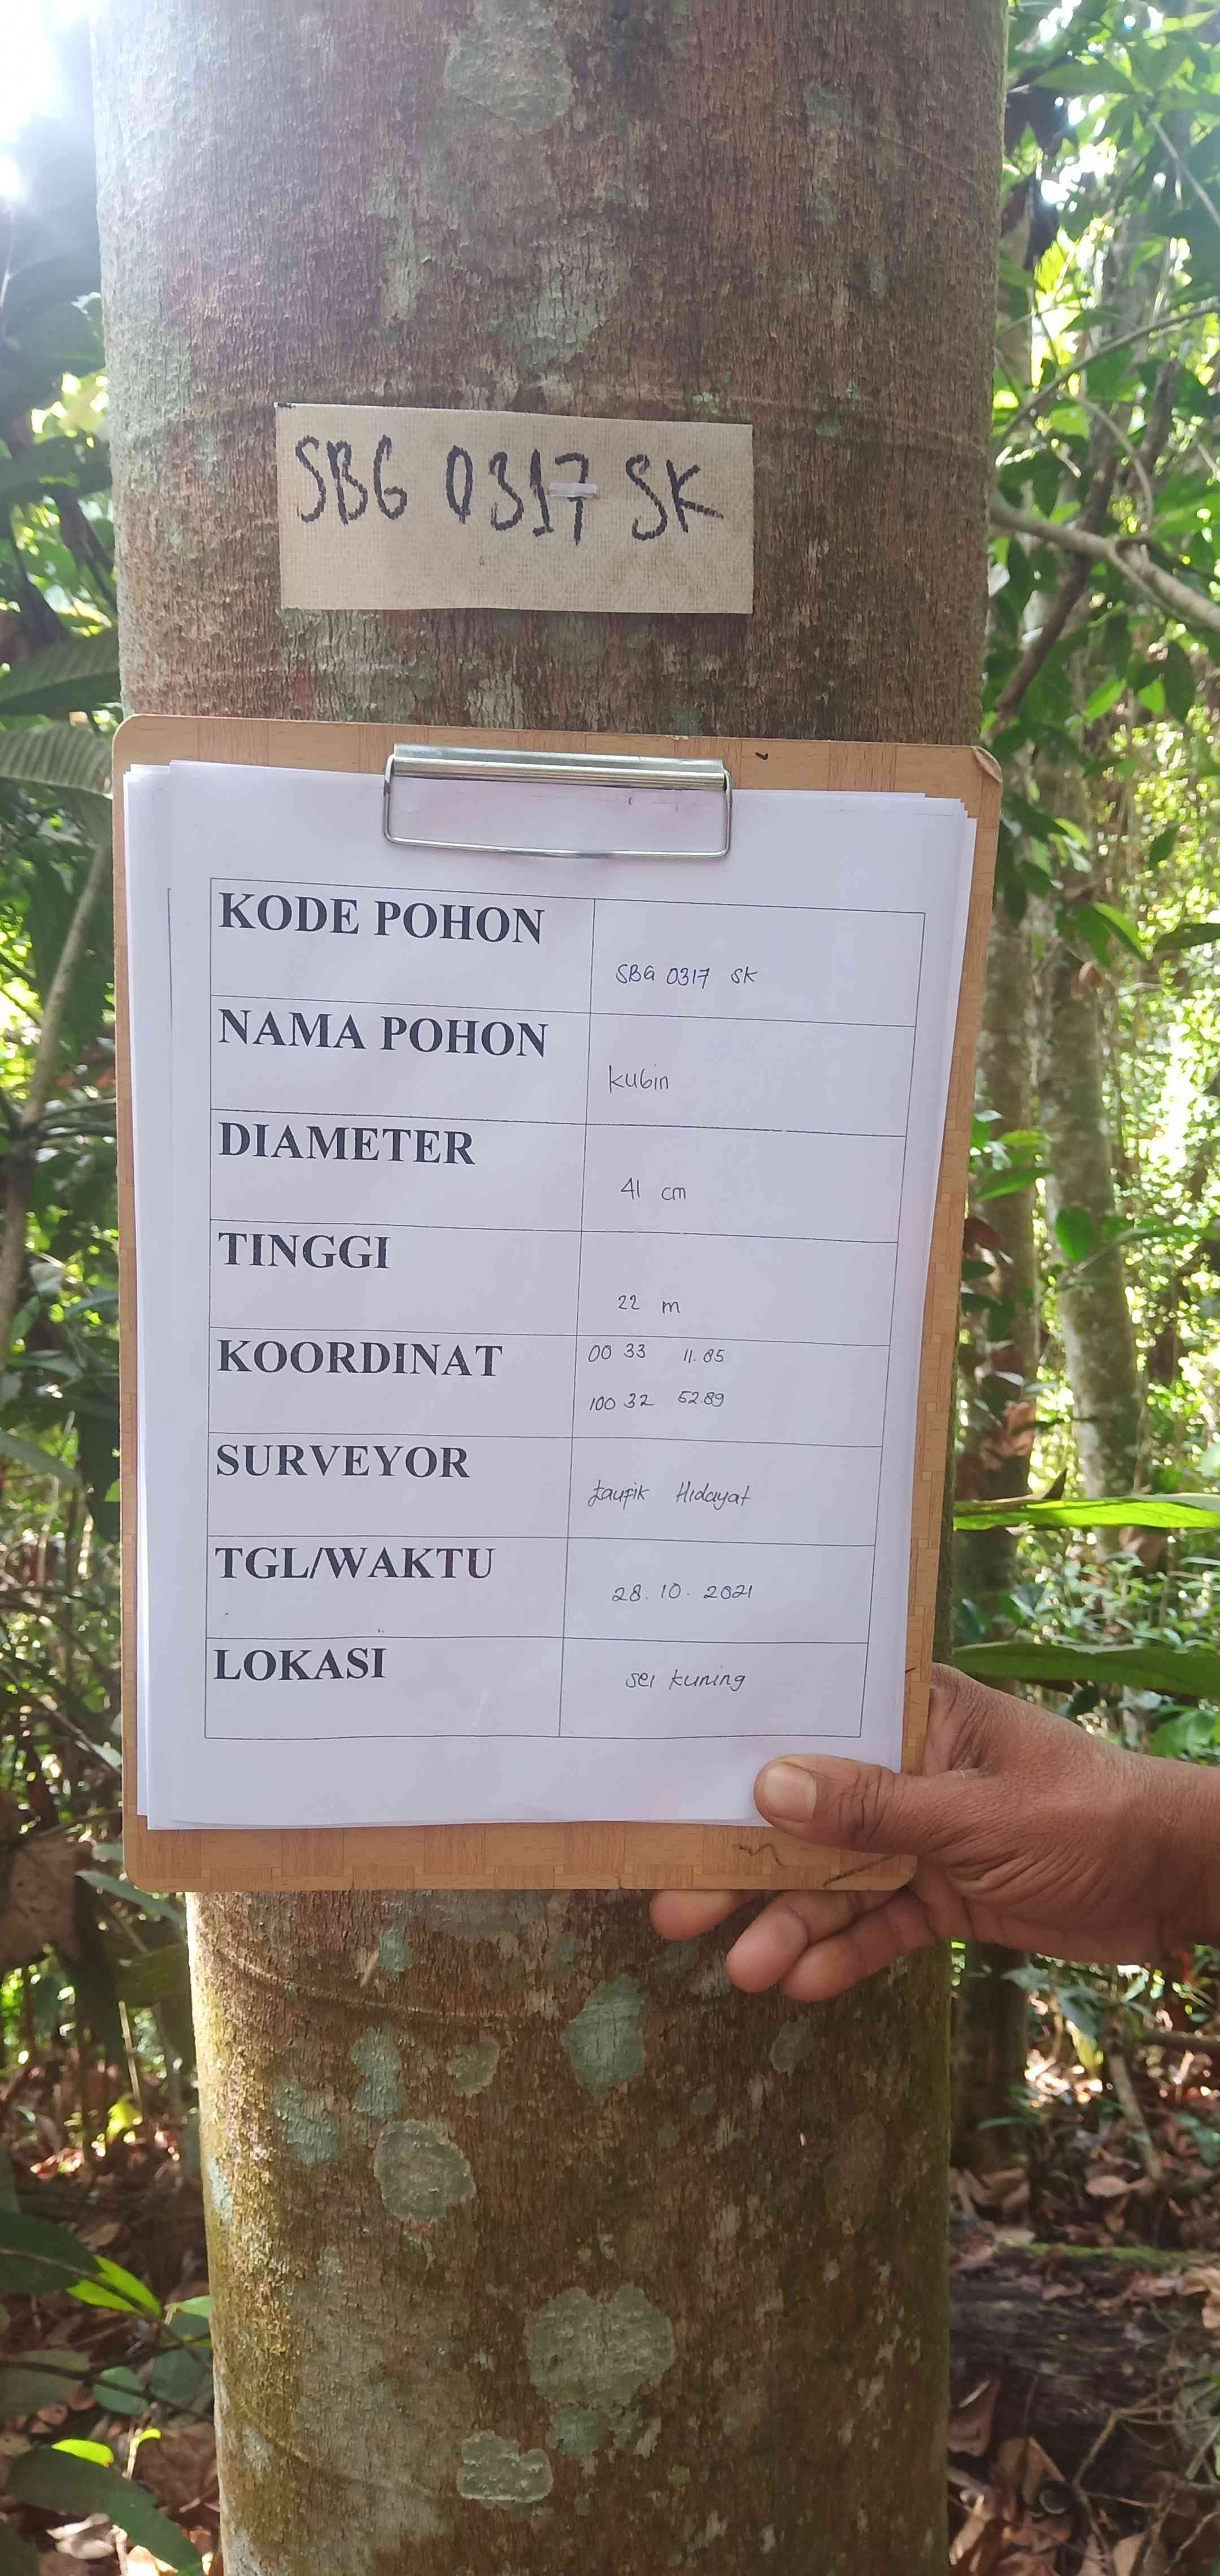 SBG 0317 SK
KODE POHON
SBG 0317 SK
NAMA POHON
kubin
DIAMETER
41 cm
TINGGI
22 m
KOORDINAT
00 33 11.85
100 32 52.89
SURVEYOR
taufik Hidayat
TGL/WAKTU
28.10.2021
LOKASI
sei kuning